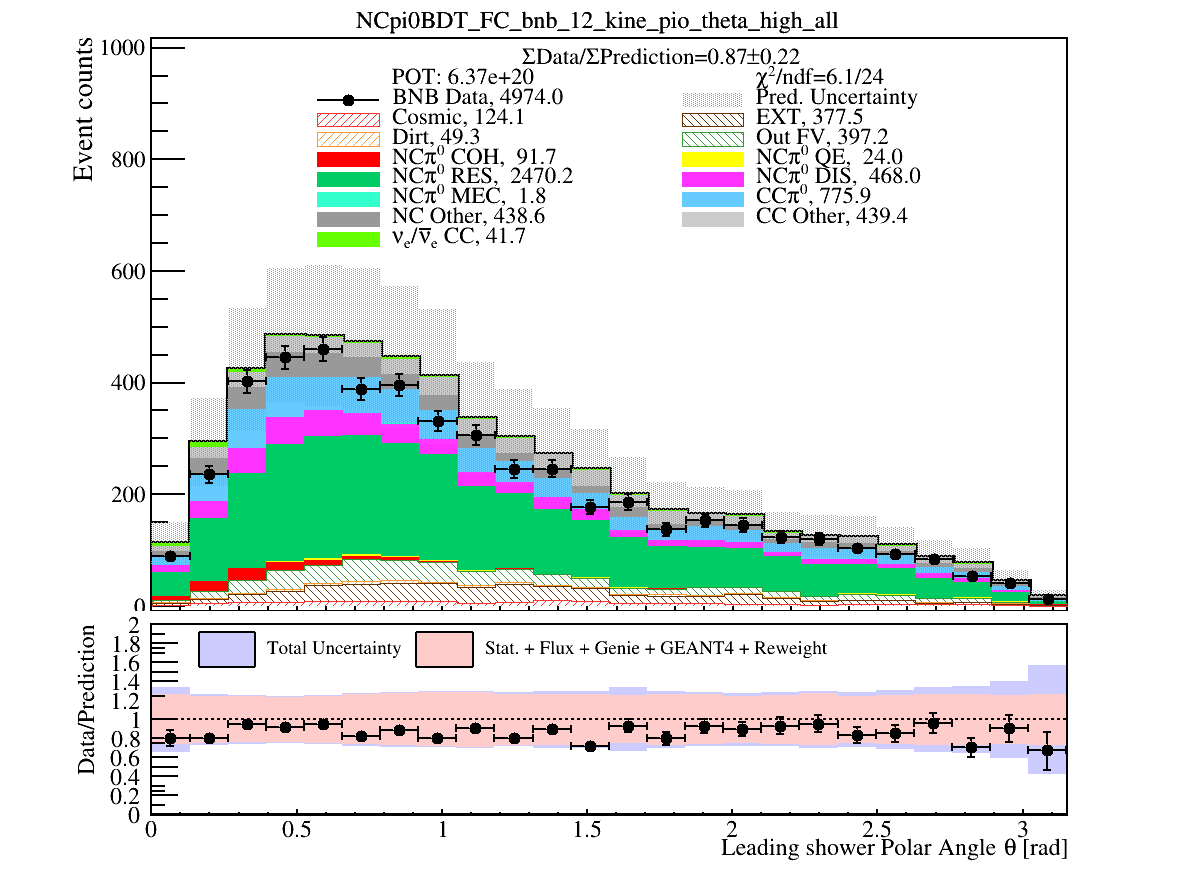 NCpi0BDT_FC_bnb_12_kine_pio_theta_high_all
ΣData/ΣPrediction=0.87±0.22
POT: 6.37e+20
χ²/ndf=6.1/24
BNB Data, 4974.0
Pred. Uncertainty
Cosmic, 124.1
EXT, 377.5
Dirt, 49.3
Out FV, 397.2
NCπ⁰ COH, 91.7
NCπ⁰ QE, 24.0
NCπ⁰ RES, 2470.2
NCπ⁰ DIS, 468.0
NCπ⁰ MEC, 1.8
CCπ⁰, 775.9
NC Other, 438.6
CC Other, 439.4
νₑ/ν̅ₑ CC, 41.7
Event counts
1000
800
600
400
200
0
Total Uncertainty
Stat. + Flux + Genie + GEANT4 + Reweight
Data/Prediction
2
1.8
1.6
1.4
1.2
1
0.8
0.6
0.4
0.2
0
0 0.5 1 1.5 2 2.5 3
Leading shower Polar Angle θ [rad]